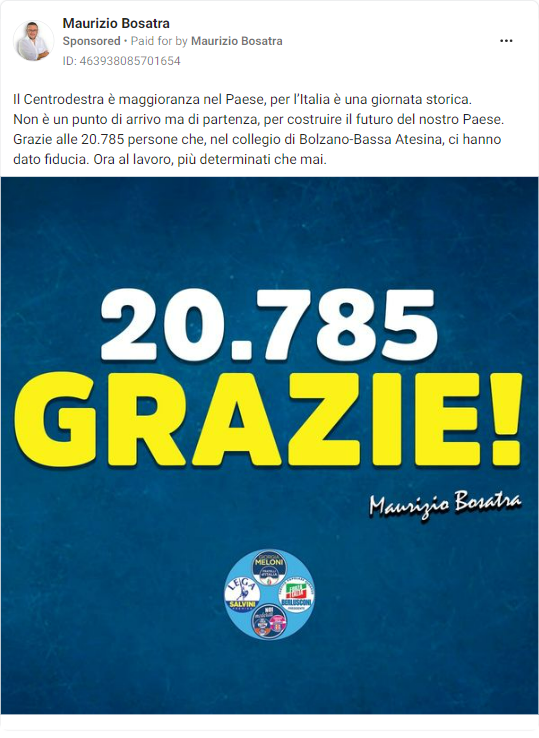 Maurizio Bosatra
Sponsored • Paid for by Maurizio Bosatra
ID: 463938085701654
Il Centrodestra è maggioranza nel Paese, per l'Italia è una giornata storica.
Non è un punto di arrivo ma di partenza, per costruire il futuro del nostro Paese.
Grazie alle 20.785 persone che, nel collegio di Bolzano-Bassa Atesina, ci hanno
dato fiducia. Ora al lavoro, più determinati che mai.
20.785
GRAZIE!
Maurizio Bosatra
MELONI
LEGA
SALVINI
FORZA
ITALIA
BERLUSCONI